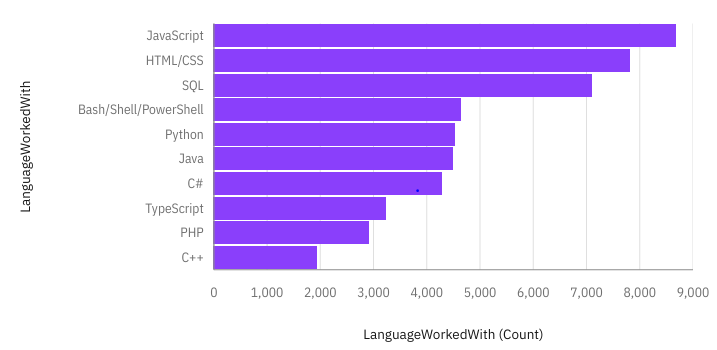 LanguageWorkedWith
JavaScript
HTML/CSS
SQL
Bash/Shell/PowerShell
Python
Java
C#
TypeScript
PHP
C++
0 1,000 2,000 3,000 4,000 5,000 6,000 7,000 8,000 9,000
LanguageWorkedWith (Count)